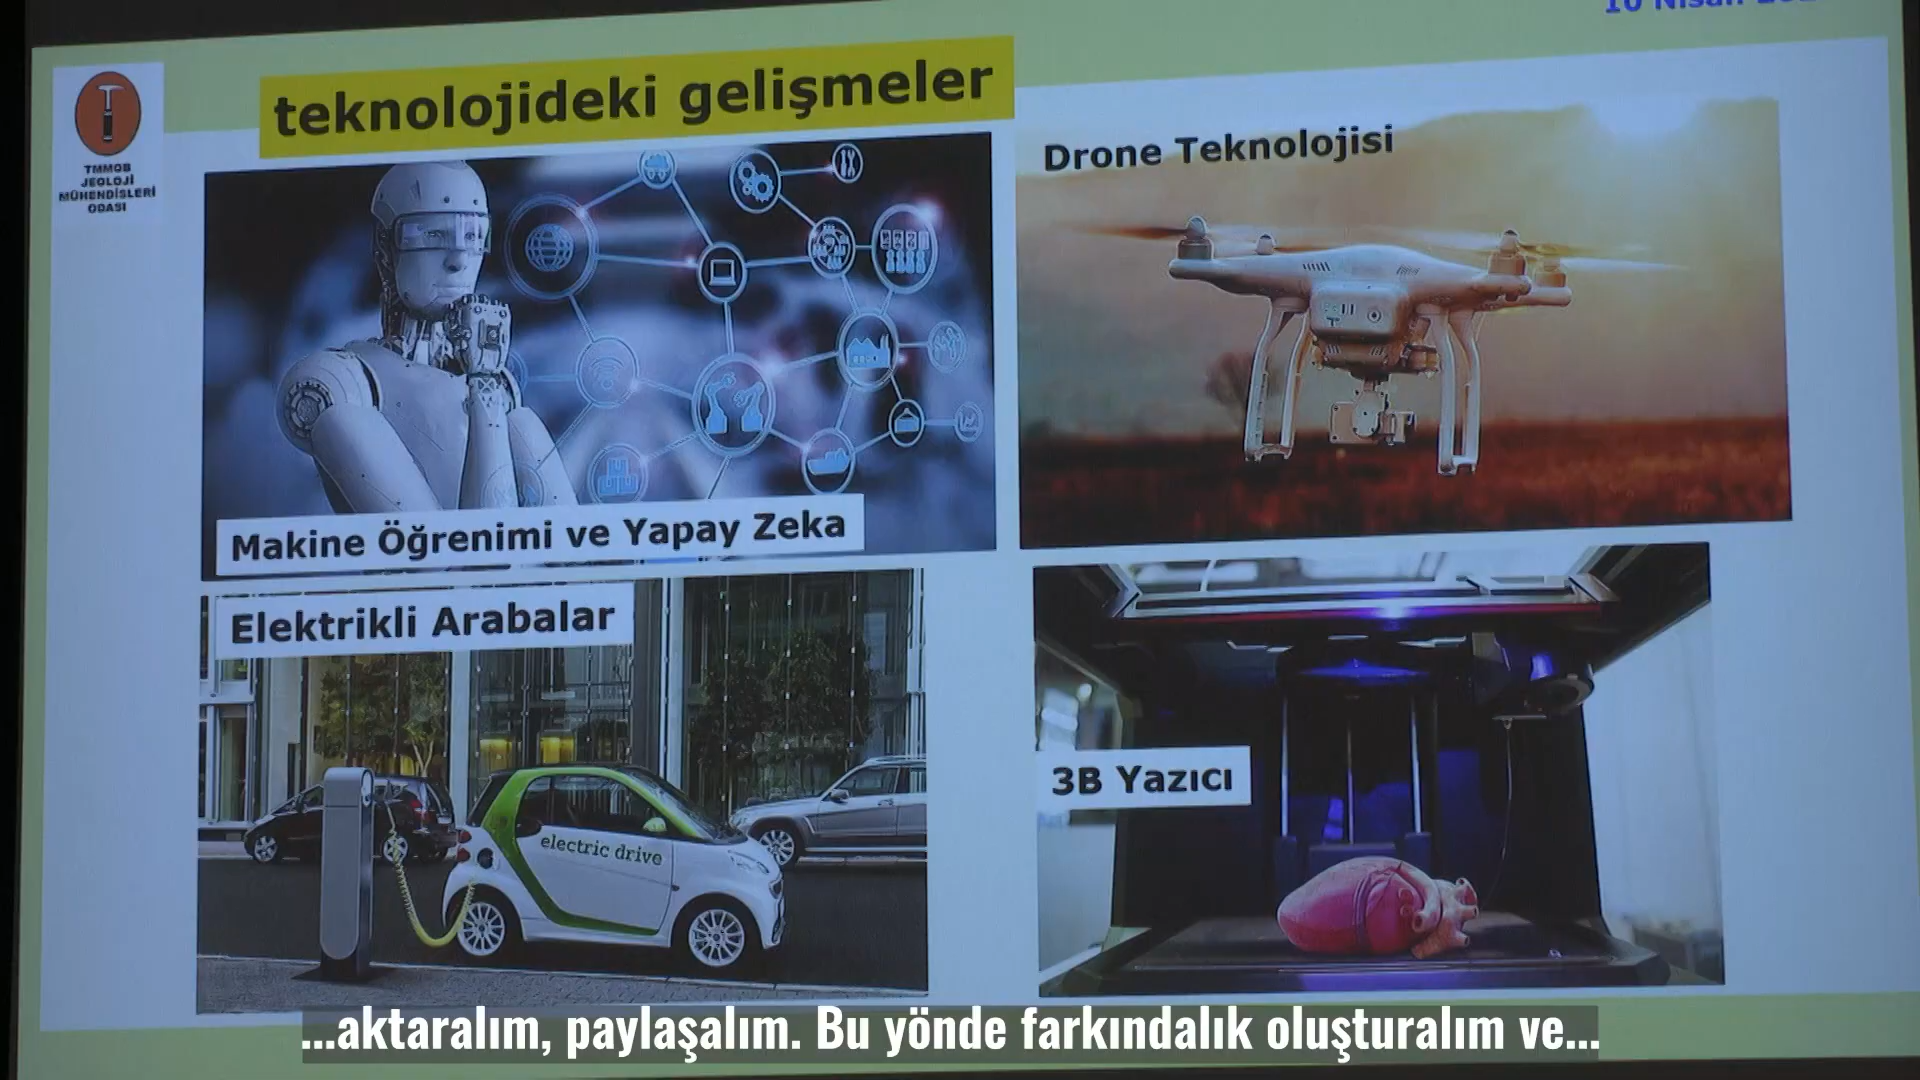 10 Nisan
TMMOB
JEOLOJİ
MÜHENDİSLERİ
ODASI
teknolojideki gelişmeler
Drone Teknolojisi
Makine Öğrenimi ve Yapay Zeka
Elektrikli Arabalar
electric drive
3B Yazıcı
...aktaralım, paylaşalım. Bu yönde farkındalık oluşturalım ve...